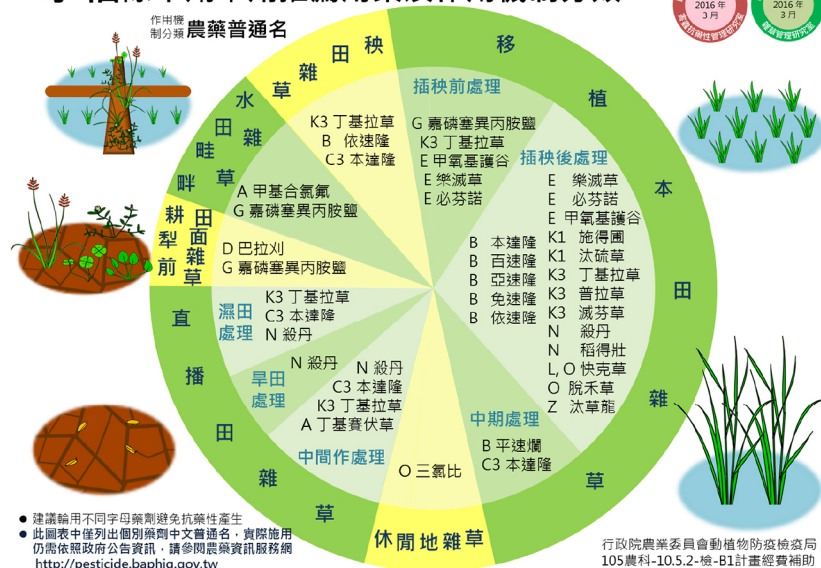 作用機
制分類 農藥普通名
2016 年
3 月
2016 年
3 月
秧田雜草
K3 丁基拉草
B 依速隆
C3 本達隆
移植本田雜草
插秧前處理
G 嘉磷塞異丙胺鹽
K3 丁基拉草
E 甲氧基護谷
E 樂滅草
E 必芬諾
插秧後處理
E 樂滅草
E 必芬諾
E 甲氧基護谷
K1 施得圃
K1 汰硫草
K3 丁基拉草
K3 普拉草
K3 滅芬草
N 殺丹
N 稻得壯
L, O 快克草
O 脫禾草
Z 汰草龍
B 本達隆
B 百速隆
B 亞速隆
B 免速隆
B 依速隆
中期處理
B 平速爛
C3 本達隆
休閒地雜草
O 三氯比
直播田雜草
濕田
處理
K3 丁基拉草
C3 本達隆
N 殺丹
旱田
處理
N 殺丹
中間作處理
N 殺丹
C3 本達隆
K3 丁基拉草
A 丁基賽伏草
耕犁前
田面雜草
D 巴拉刈
G 嘉磷塞異丙胺鹽
水田畦畔雜草
A 甲基合氯氟
G 嘉磷塞異丙胺鹽
● 建議輪用不同字母藥劑避免抗藥性產生
● 此圖表中僅列出個別藥劑中文普通名，實際施用
仍需依照政府公告資訊，請參閱農藥資訊服務網
http://pesticide.baphiq.gov.tw
行政院農業委員會動植物防疫檢疫局
105農科-10.5.2-檢-B1計畫經費補助